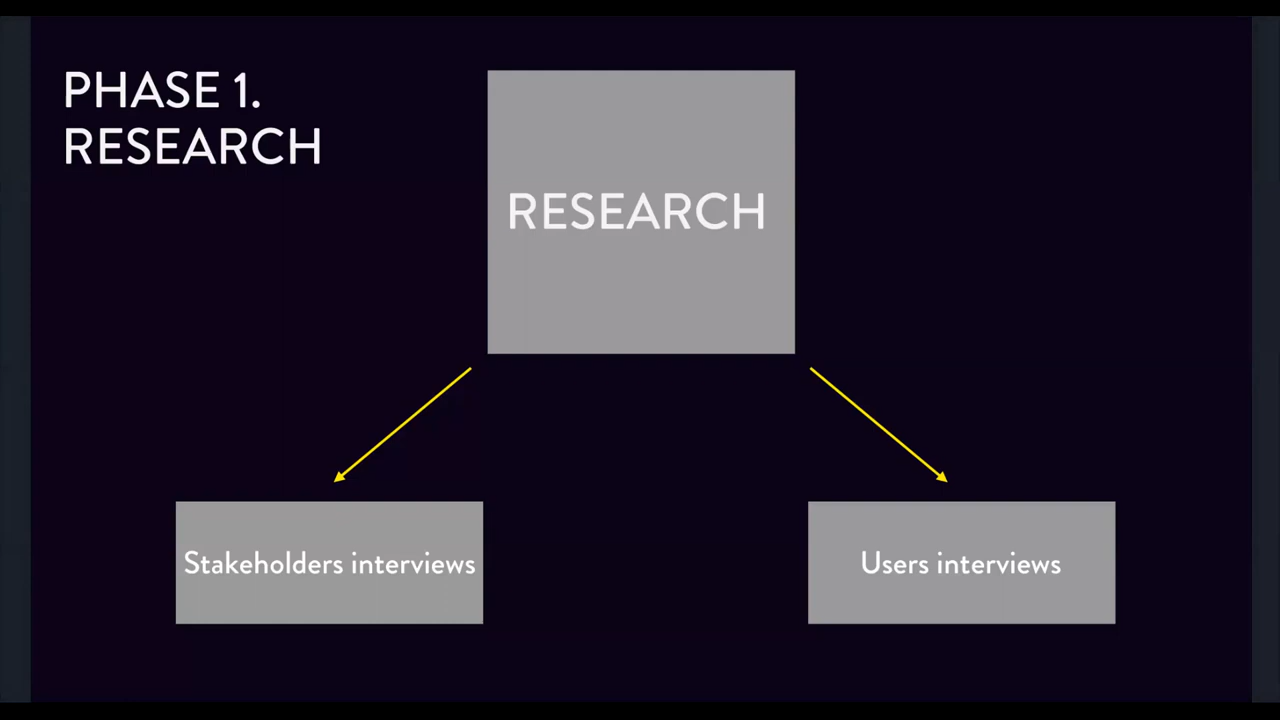 PHASE 1.
RESEARCH
RESEARCH
Stakeholders interviews
Users interviews